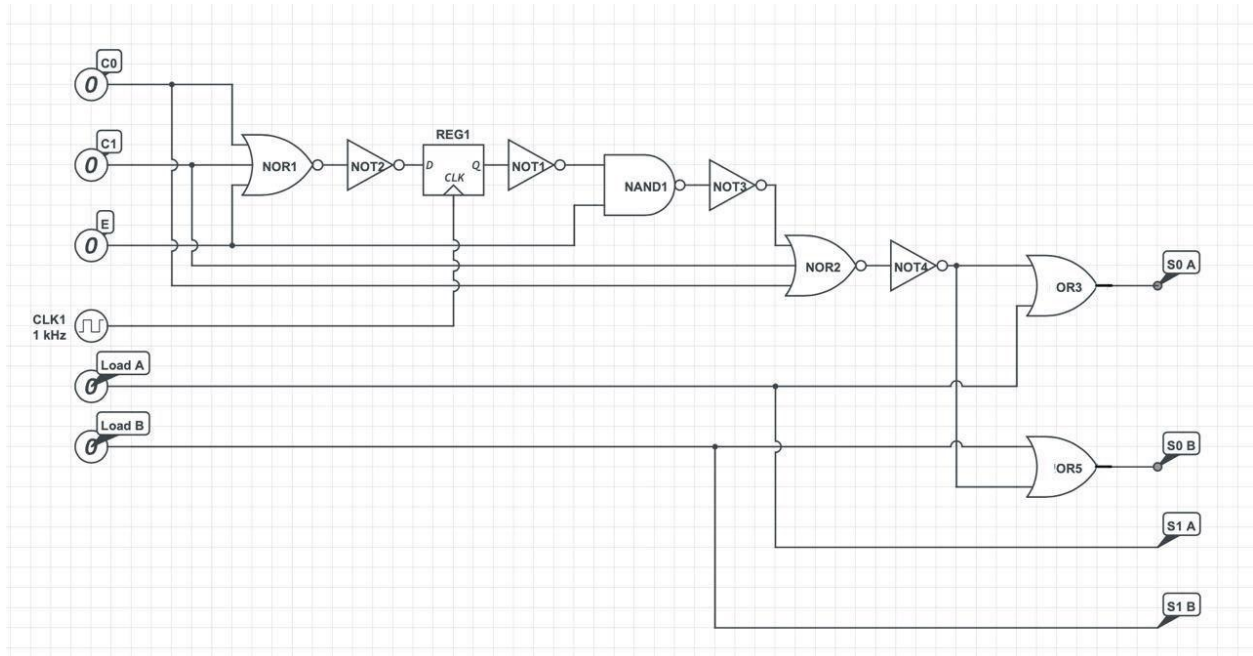 C0
0
C1
0
E
0
REG1
D
Q
CLK
NOR1
NOT2
NOT1
NAND1
NOT3
NOR2
NOT4
OR3
S0 A
CLK1
1 kHz
Load A
0
Load B
0
OR5
S0 B
S1 A
S1 B